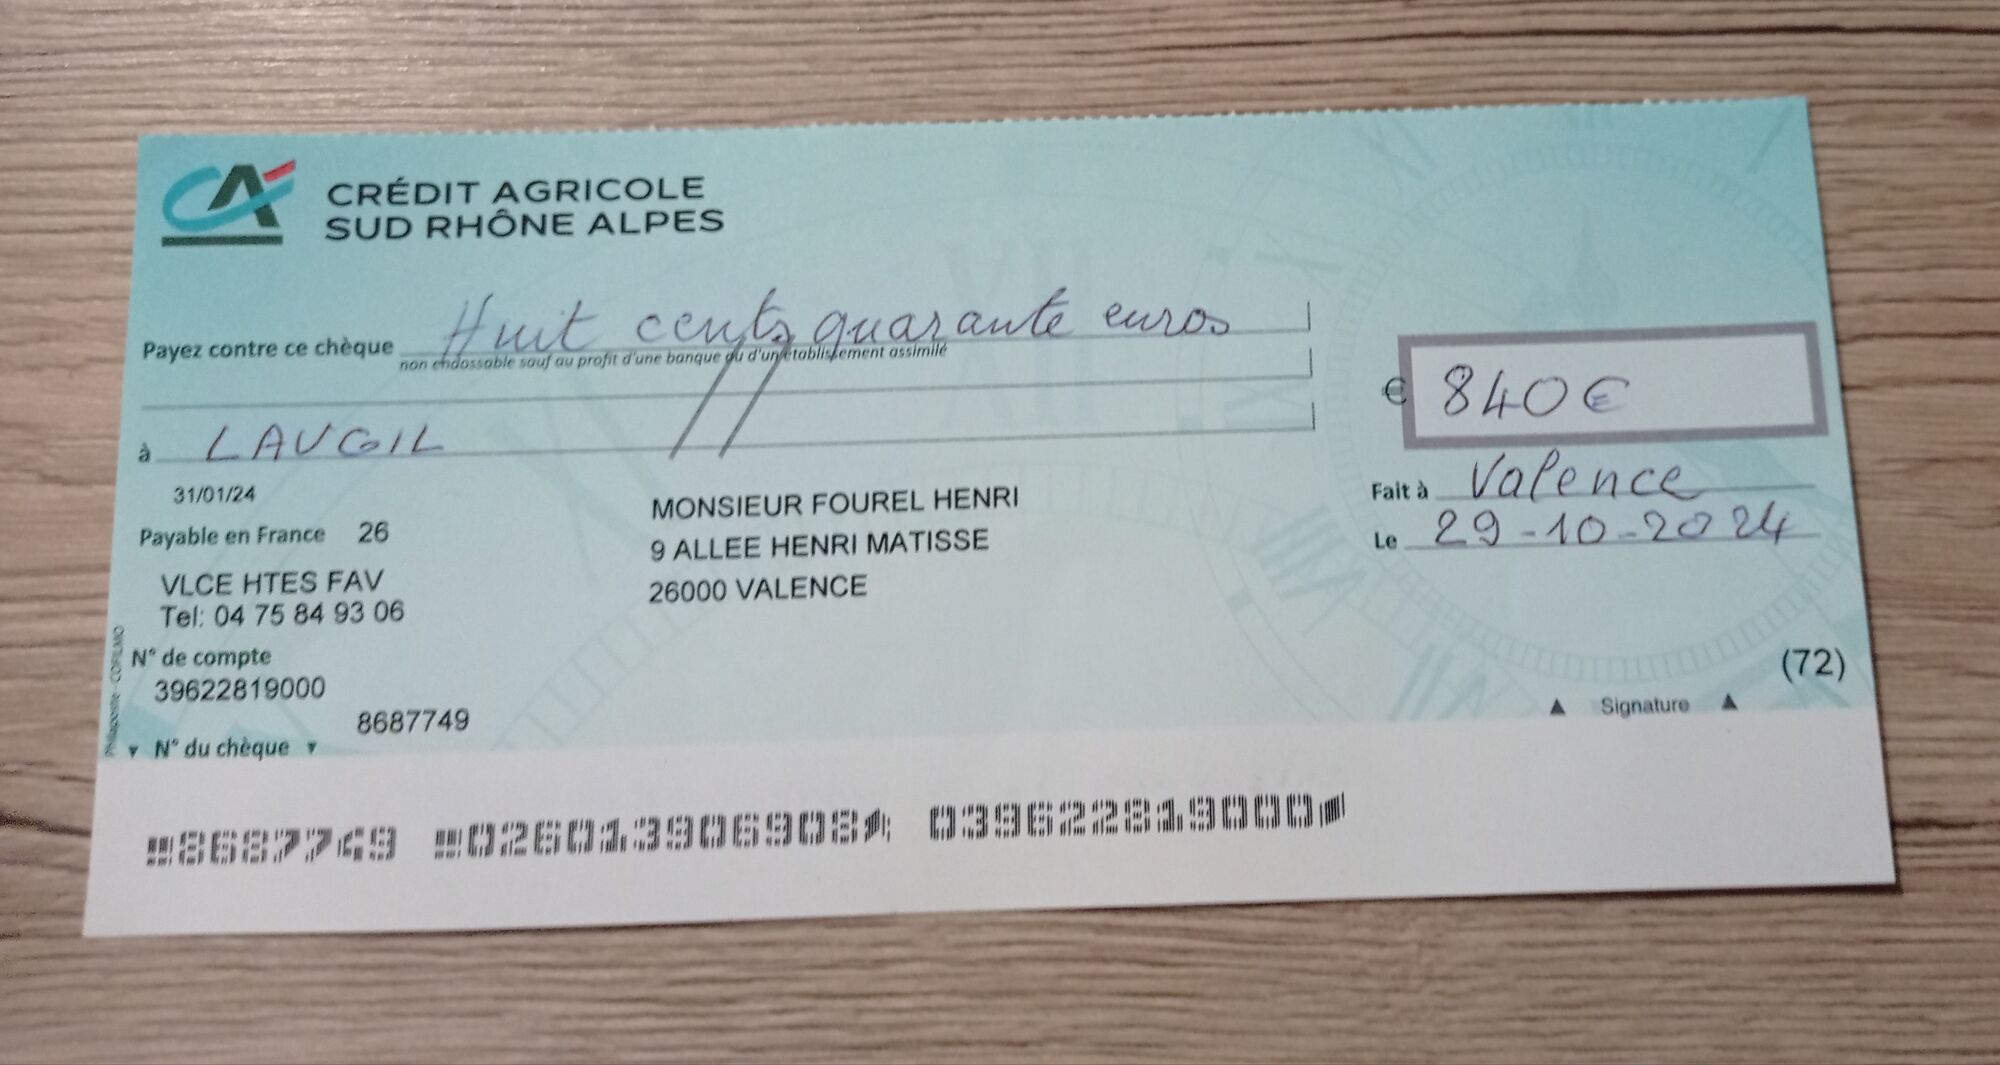 CRÉDIT AGRICOLE
SUD RHÔNE ALPES
Payez contre ce chèque Huit cents quarante euros
non endossable sauf au profit d'une banque ou d'un établissement assimilé
€ 840€
à LAUGIL
Fait à Valence
Le 29-10-2024
31/01/24
Payable en France 26
VLCE HTES FAV
Tel: 04 75 84 93 06
MONSIEUR FOUREL HENRI
9 ALLEE HENRI MATISSE
26000 VALENCE
N° de compte
39622819000
8687749
N° du chèque
(72)
Signature
Philaposte - COFILMO
8687749 026013906908 039622819000